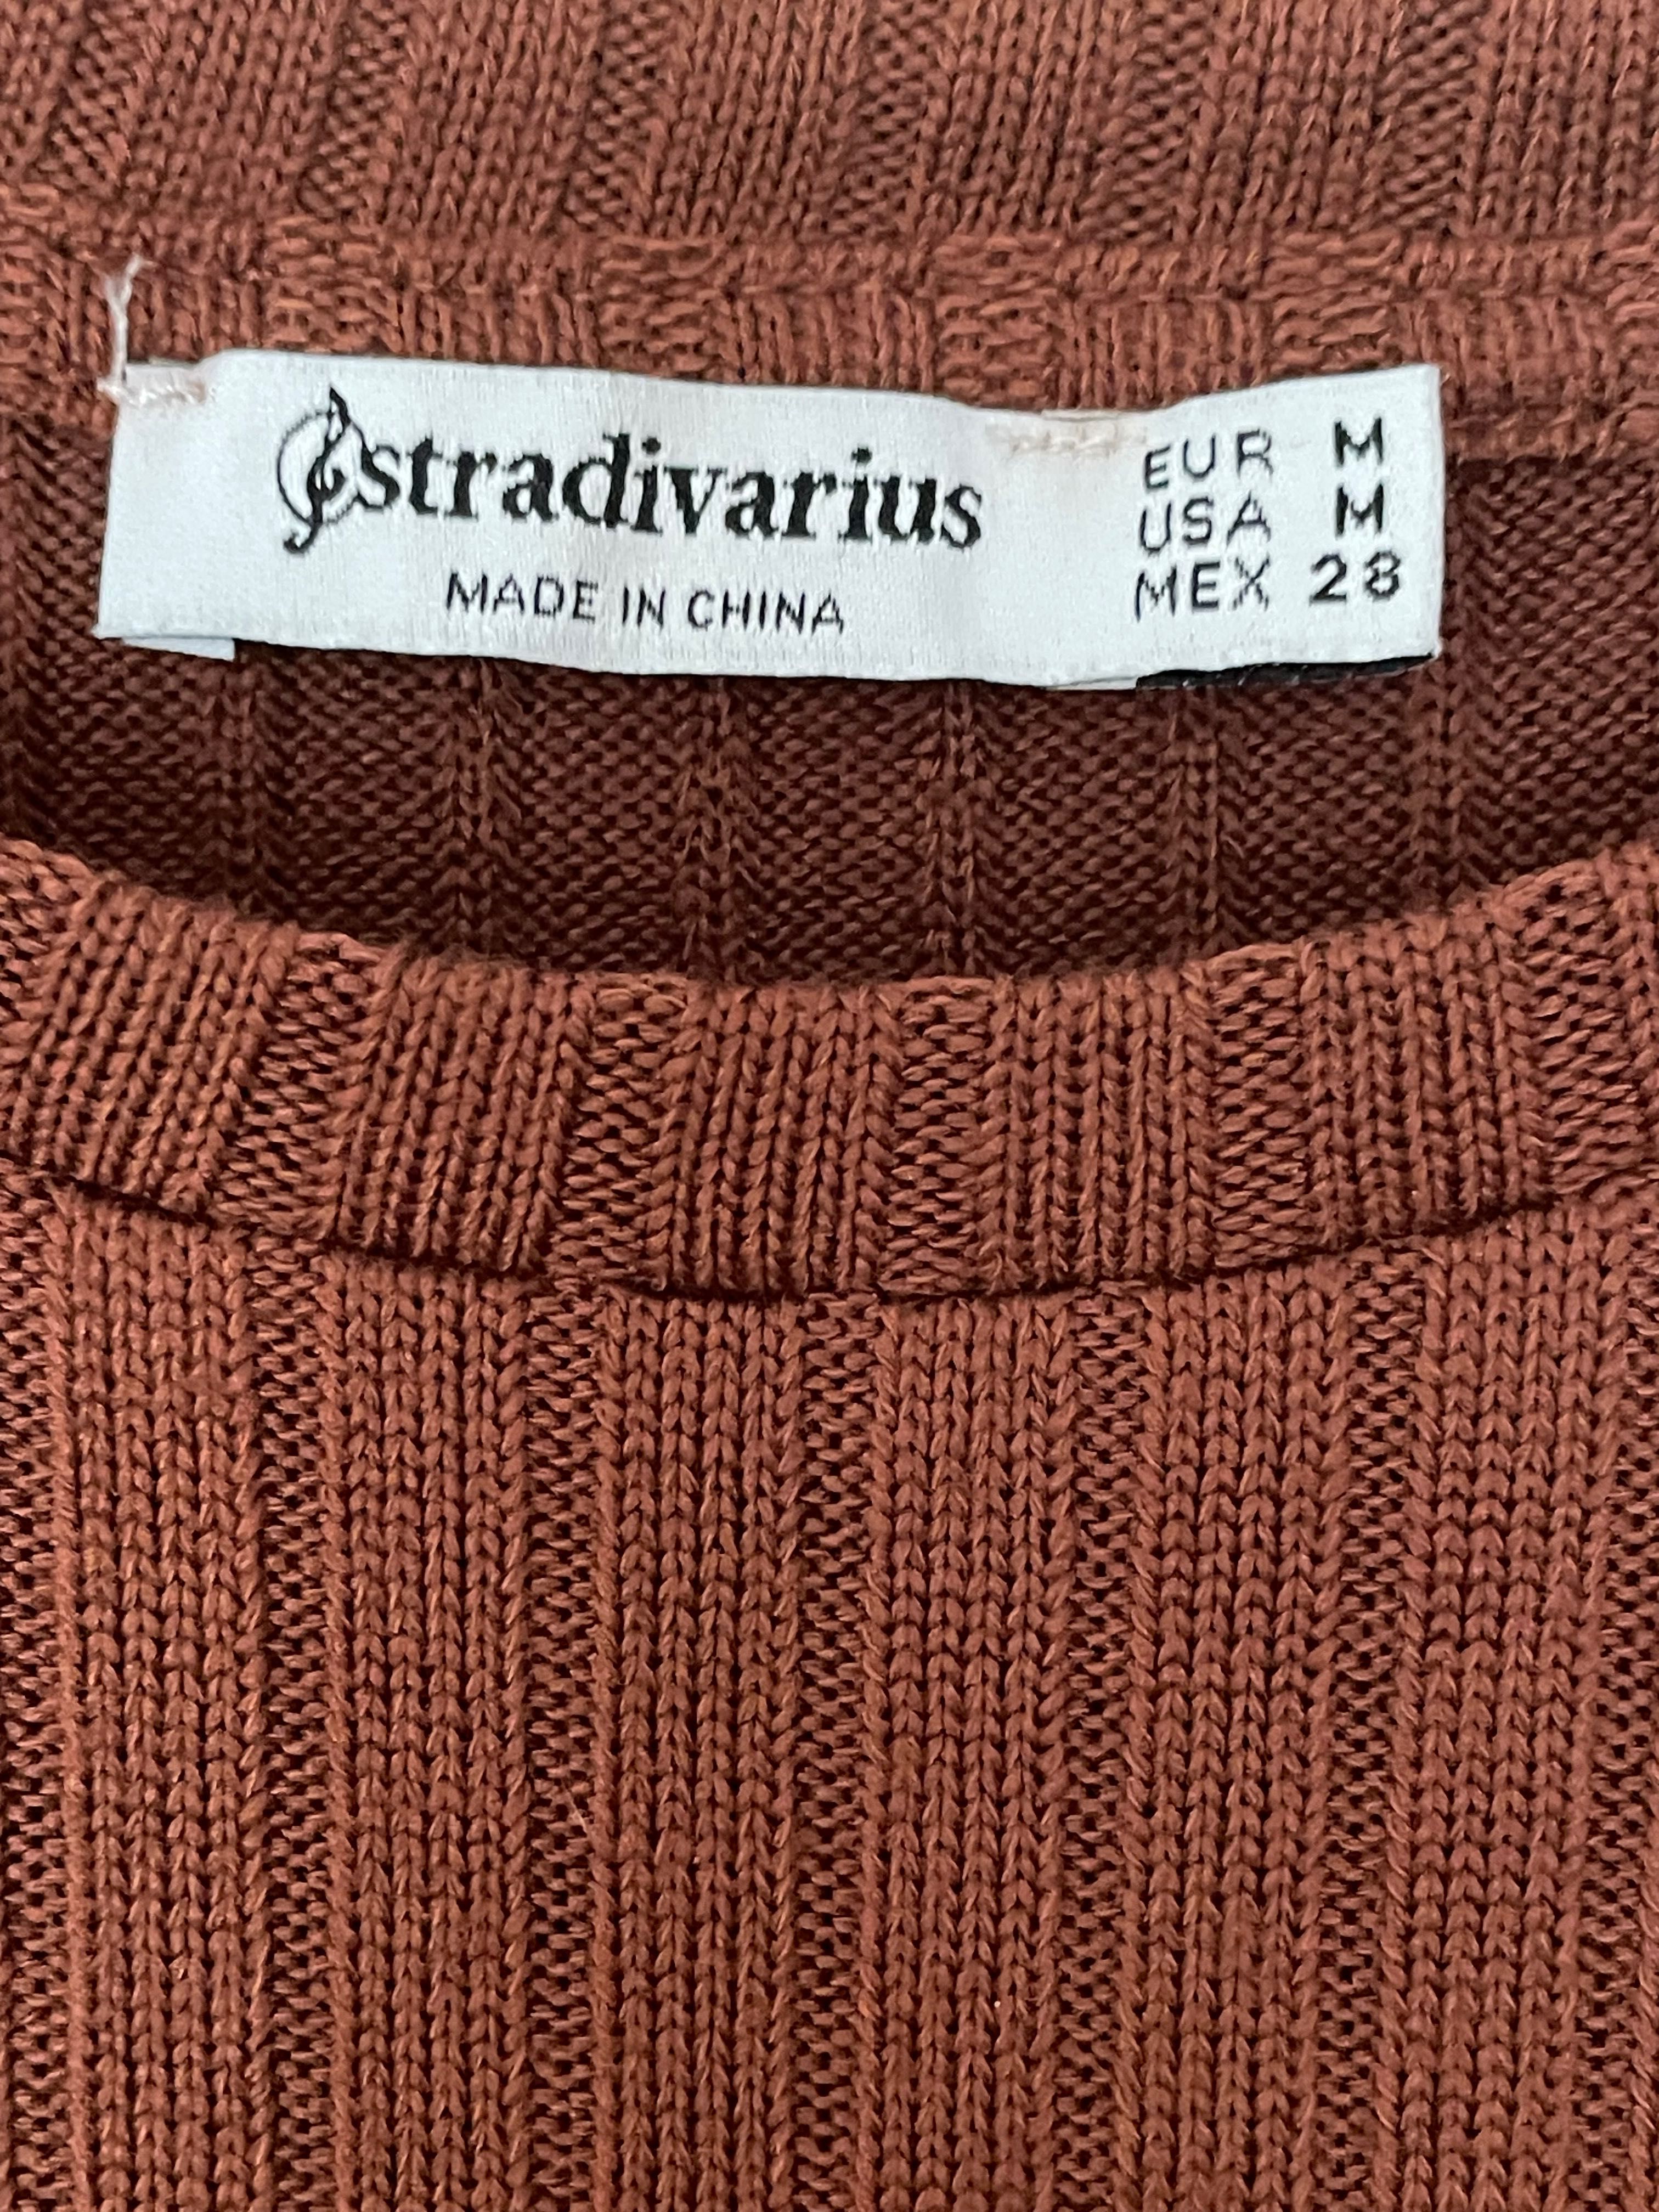 stradivarius
MADE IN CHINA
EUR M
USA M
MEX 28